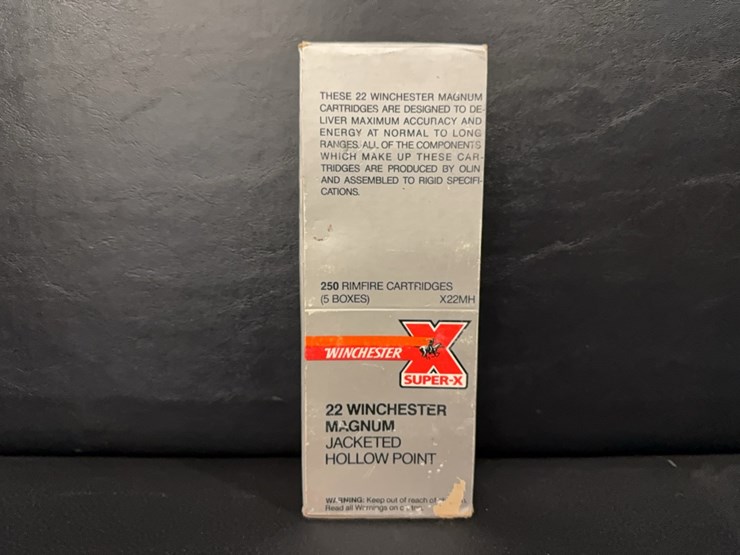 THESE 22 WINCHESTER MAGNUM
CARTRIDGES ARE DESIGNED TO DE-
LIVER MAXIMUM ACCURACY AND
ENERGY AT NORMAL TO LONG
RANGES. ALL OF THE COMPONENTS
WHICH MAKE UP THESE CAR-
TRIDGES ARE PRODUCED BY OLIN
AND ASSEMBLED TO RIGID SPECIFI-
CATIONS.
250 RIMFIRE CARTRIDGES
(5 BOXES) X22MH
WINCHESTER X
SUPER-X
22 WINCHESTER
MAGNUM
JACKETED
HOLLOW POINT
WARNING: Keep out of reach of
Read all Warnings on